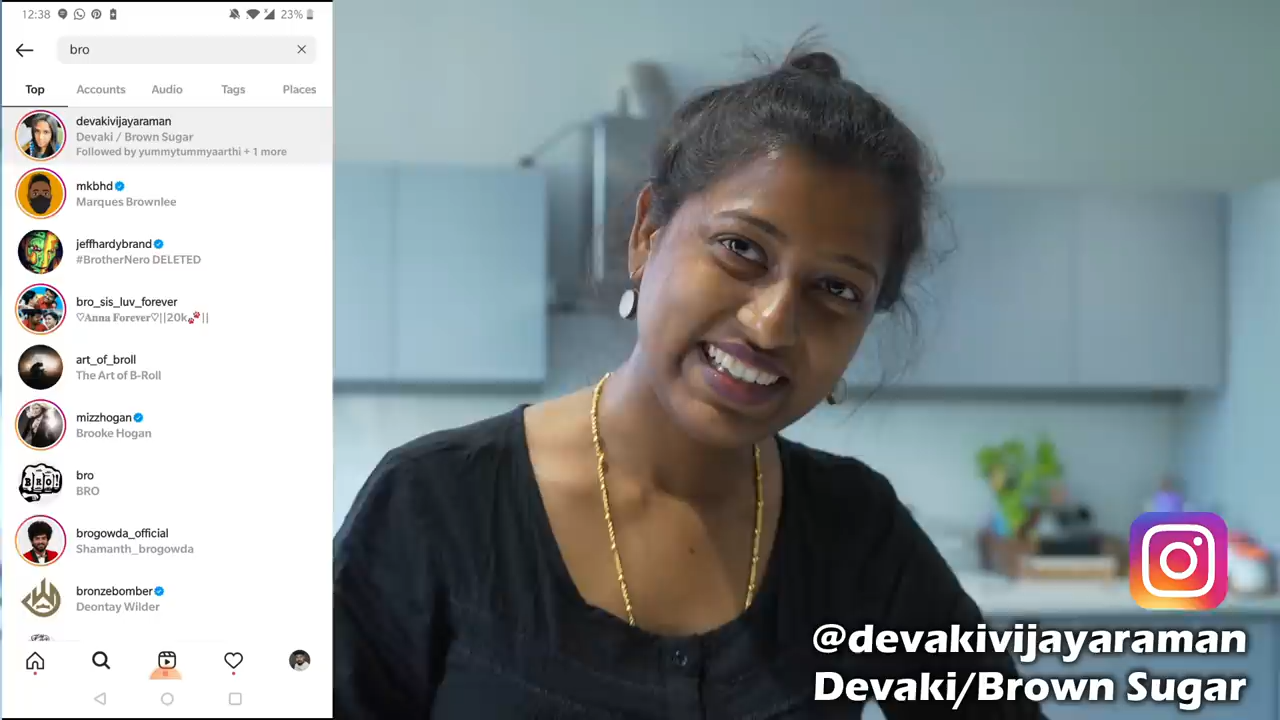 12:38
23%
bro
Top Accounts Audio Tags Places
devakivijayaraman
Devaki / Brown Sugar
Followed by yummytummyaarthi + 1 more
mkbhd
Marques Brownlee
jeffhardybrand
#BrotherNero DELETED
bro_sis_luv_forever
♡𝐀𝐧𝐧𝐚 𝐅𝐨𝐫𝐞𝐯𝐞𝐫♡||20k🐾||
art_of_broll
The Art of B-Roll
mizzhogan
Brooke Hogan
BRO!
bro
BRO
brogowda_official
Shamanth_brogowda
bronzebomber
Deontay Wilder
@devakivijayaraman
Devaki/Brown Sugar